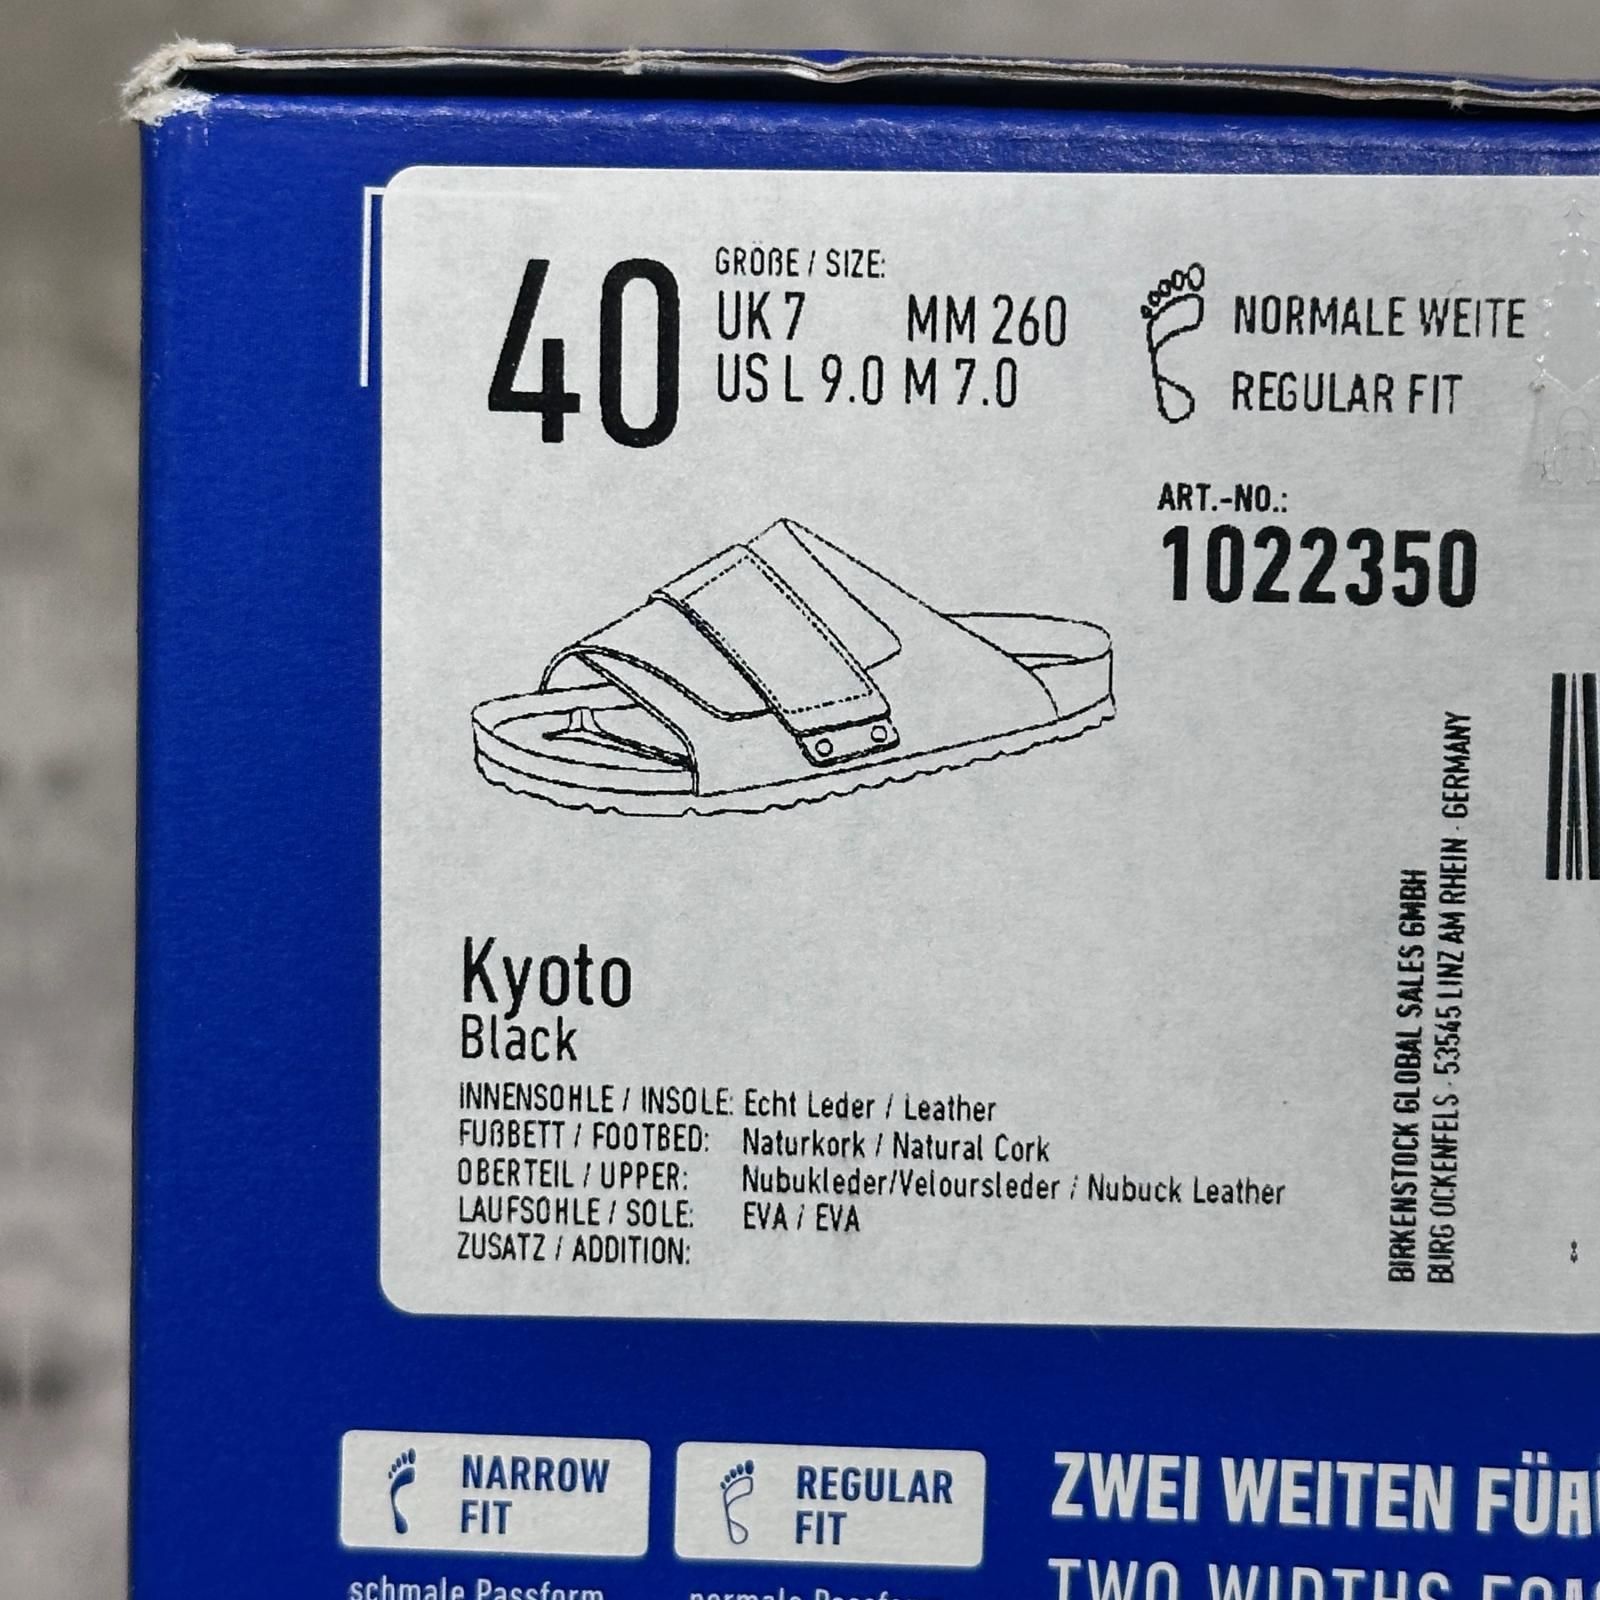 40
GRÖßE / SIZE:
UK 7 MM 260
US L 9.0 M 7.0
NORMALE WEITE
REGULAR FIT
ART.-NO.:
1022350
Kyoto
Black
INNENSOHLE / INSOLE: Echt Leder / Leather
FUßBETT / FOOTBED: Naturkork / Natural Cork
OBERTEIL / UPPER: Nubukleder/Veloursleder / Nubuck Leather
LAUFSOHLE / SOLE: EVA / EVA
ZUSATZ / ADDITION:
BIRKENSTOCK GLOBAL SALES GMBH
BURG OCKENFELS · 53545 LINZ AM RHEIN · GERMANY
NARROW
FIT
REGULAR
FIT
schmale Passform
ZWEI WEITEN FÜR
TWO WIDTHS